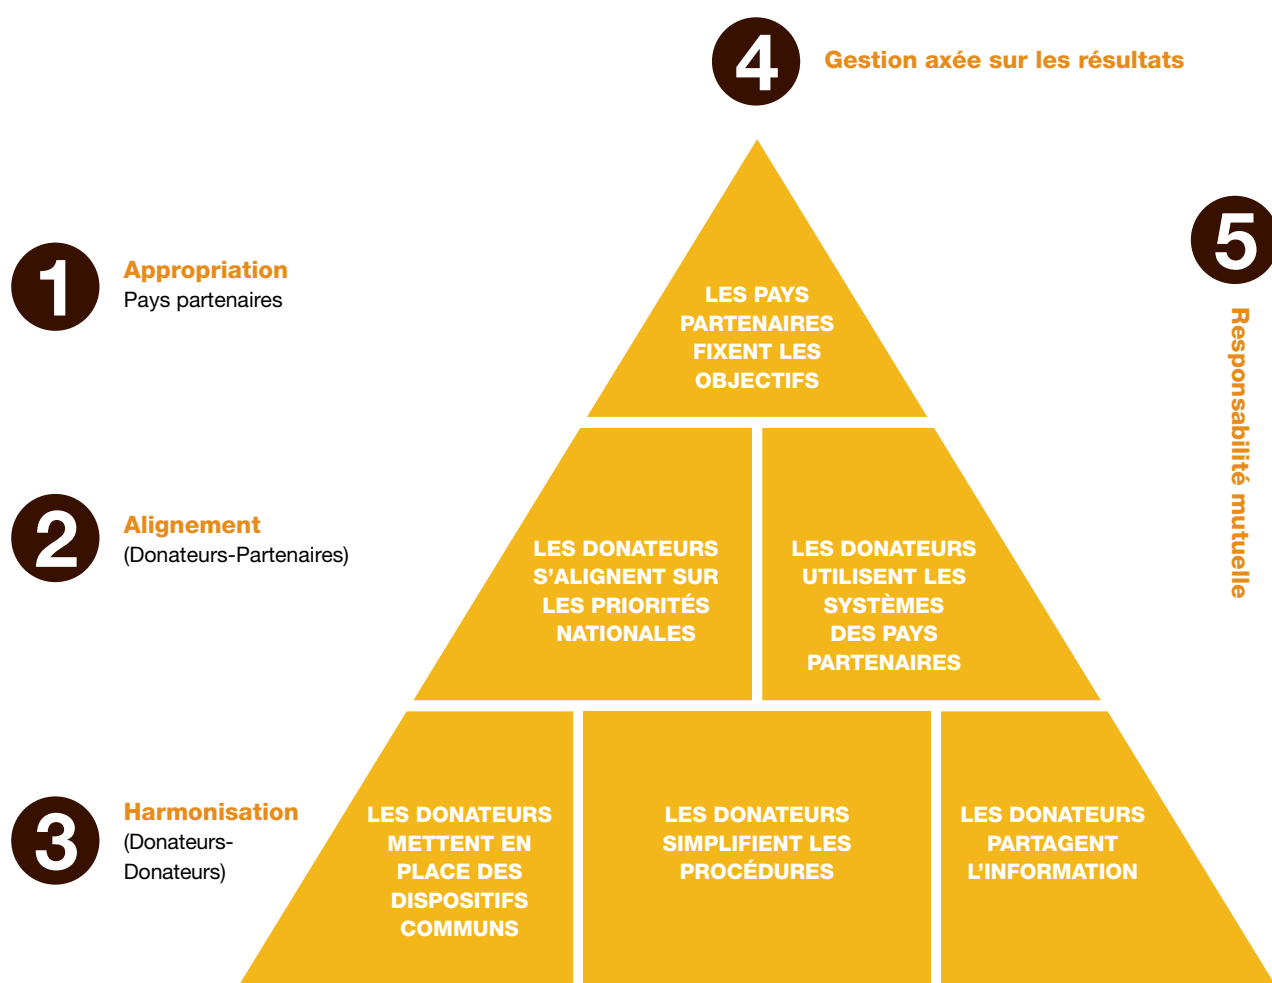 4
Gestion axée sur les résultats
5
Responsabilité mutuelle
1
Appropriation
Pays partenaires
LES PAYS
PARTENAIRES
FIXENT LES
OBJECTIFS
2
Alignement
(Donateurs-Partenaires)
LES DONATEURS
S’ALIGNENT SUR
LES PRIORITÉS
NATIONALES
LES DONATEURS
UTILISENT LES
SYSTÈMES
DES PAYS
PARTENAIRES
3
Harmonisation
(Donateurs-
Donateurs)
LES DONATEURS
METTENT EN
PLACE DES
DISPOSITIFS
COMMUNS
LES DONATEURS
SIMPLIFIENT LES
PROCÉDURES
LES DONATEURS
PARTAGENT
L’INFORMATION